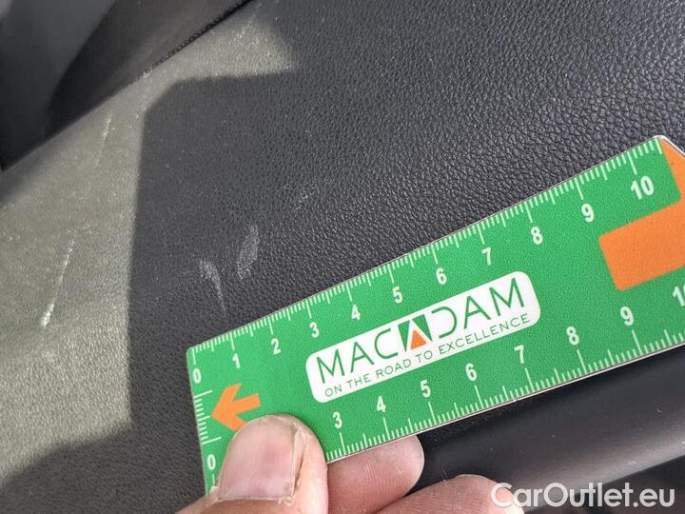 0 1 2 3 4 5 6 7 8 9 10
MACADAM
ON THE ROAD TO EXCELLENCE
0 3 4 5 6 7 8 9 10
CarOutlet.eu